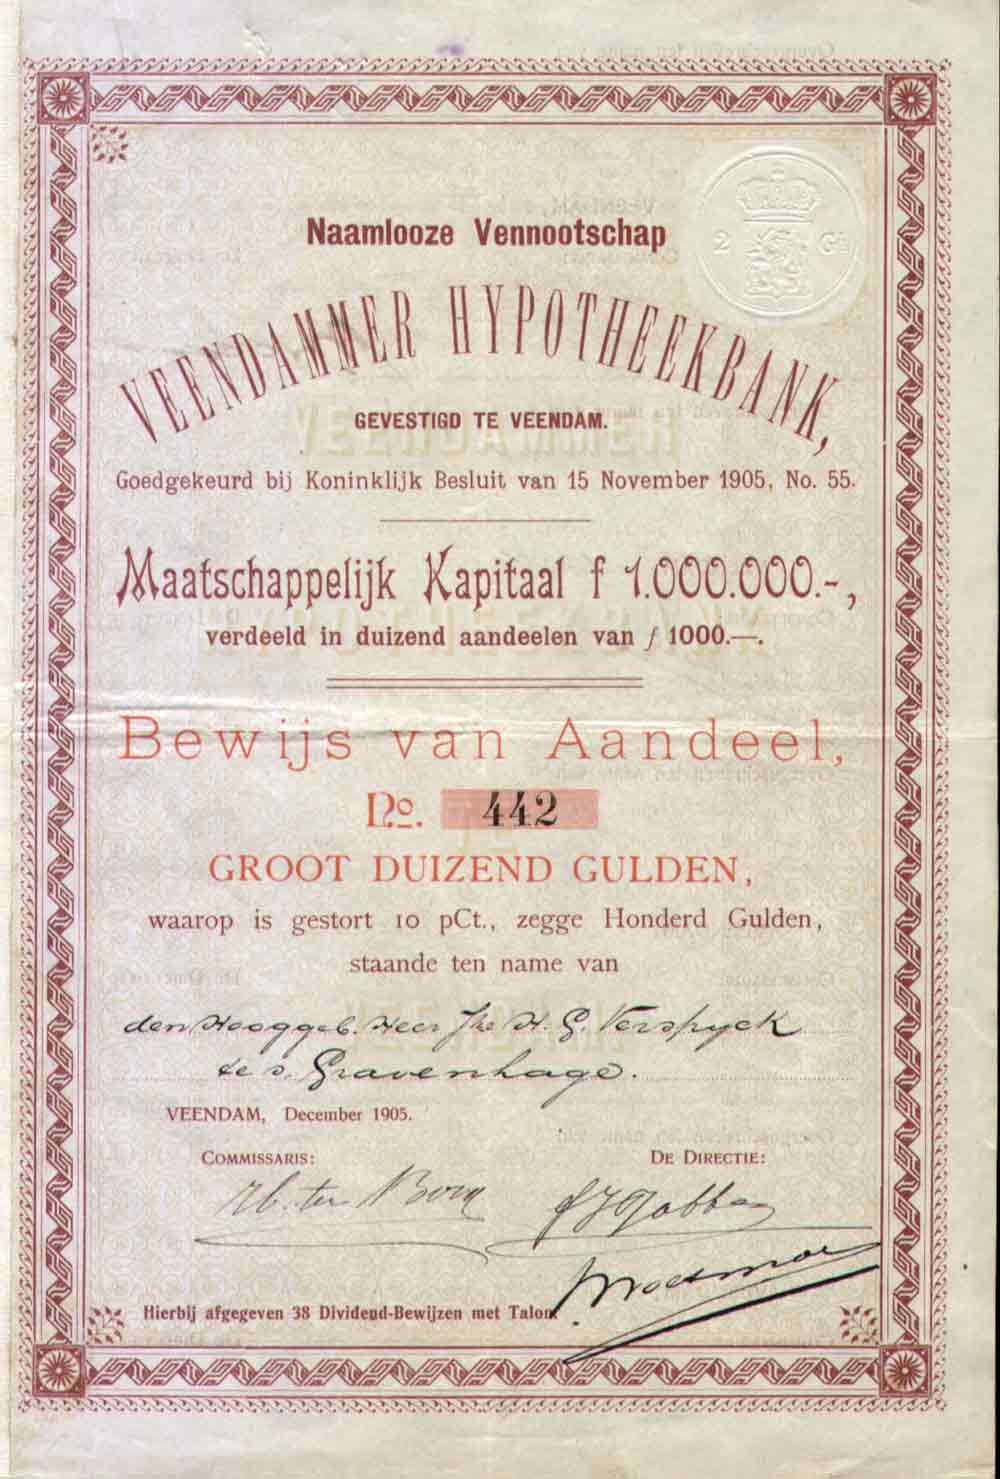 2 Gn
Naamlooze Vennootschap
VEENDAMMER HYPOTHEEKBANK,
GEVESTIGD TE VEENDAM.
Goedgekeurd bij Koninklijk Besluit van 15 November 1905, No. 55.
Maatschappelijk Kapitaal f 1.000.000.-,
verdeeld in duizend aandeelen van f 1000.—.
Bewijs van Aandeel,
No. 442
GROOT DUIZEND GULDEN,
waarop is gestort 10 pCt., zegge Honderd Gulden,
staande ten name van
den Hooggeb. Heer Jhr H. G. Verspyck
te s. Gravenhage.
VEENDAM, December 1905.
COMMISSARIS: DE DIRECTIE:
Hierbij afgegeven 38 Dividend-Bewijzen met Talon